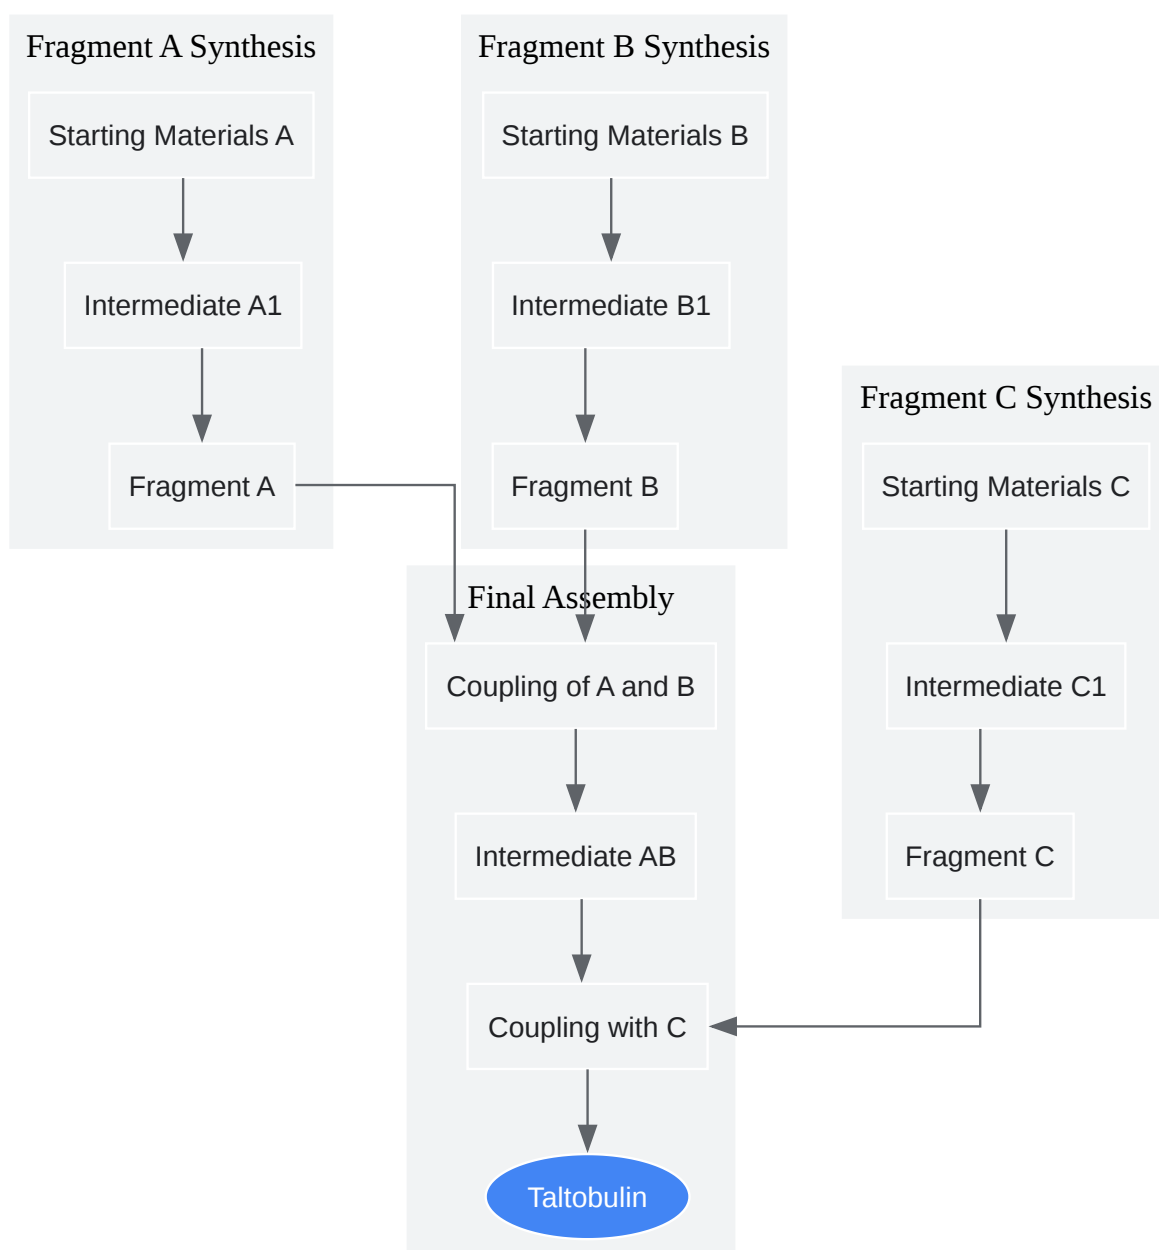 Fragment A Synthesis
Starting Materials A
Intermediate A1
Fragment A
Fragment B Synthesis
Starting Materials B
Intermediate B1
Fragment B
Fragment C Synthesis
Starting Materials C
Intermediate C1
Fragment C
Final Assembly
Coupling of A and B
Intermediate AB
Coupling with C
Taltobulin